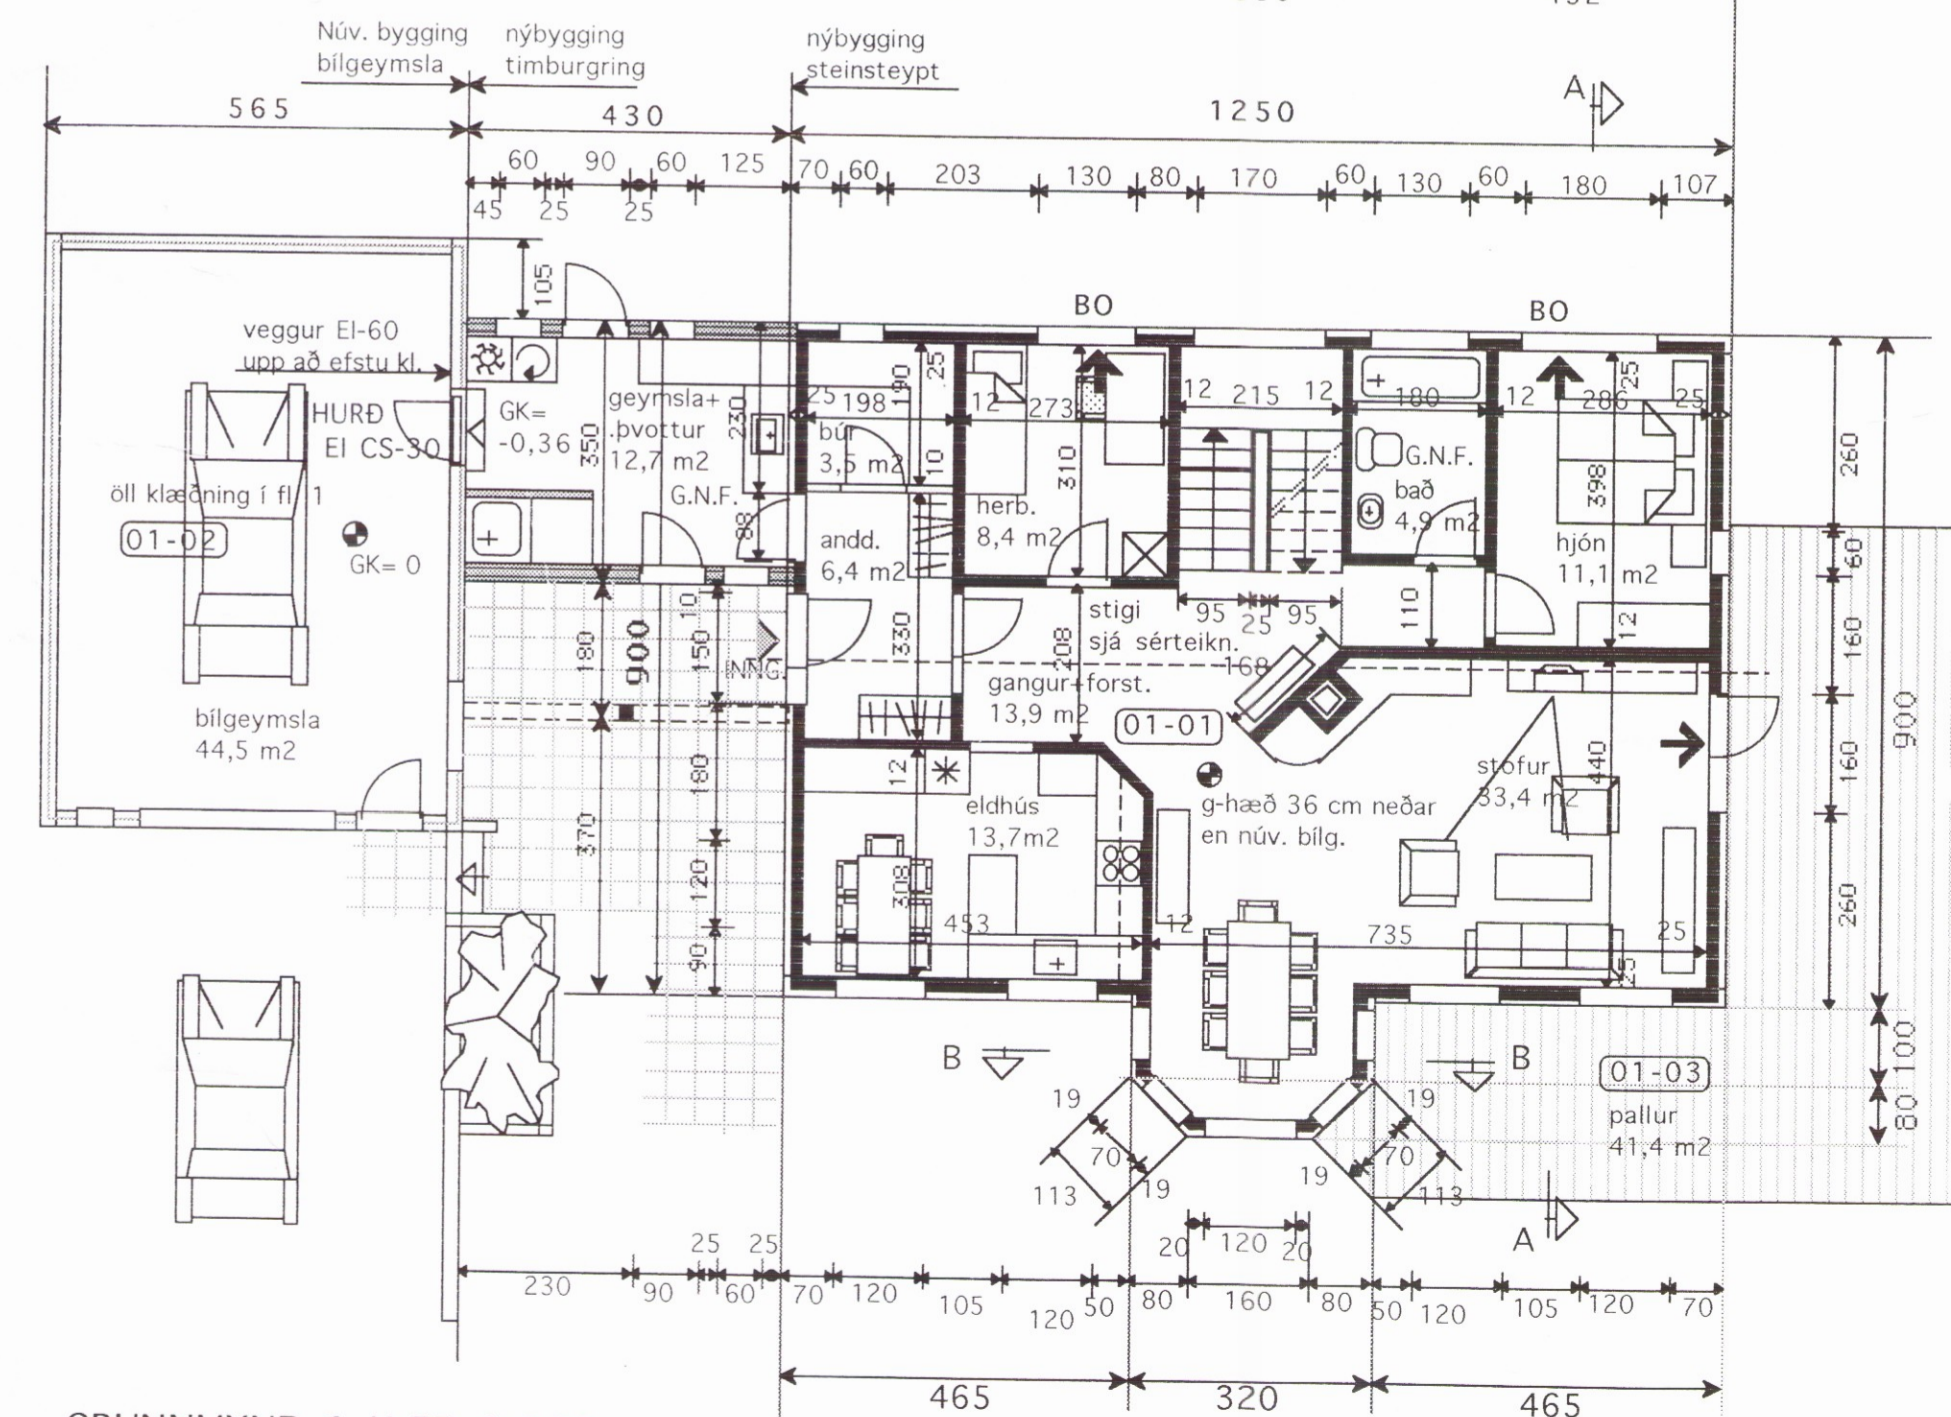 Núv. bygging
bílgeymsla
nýbygging
timburgring
nýbygging
steinsteypt
A
565
430
1250
60 90 60 125 70 60 203 130 80 170 60 130 60 180 107
45 25 25
105
BO
BO
veggur EI-60
upp að efstu kl.
HURÐ
EI CS-30
GK=
-0,36
350
geymsla+
.þvottur
12,7 m2
G.N.F.
230
88
25
198
190
25
búr
3,5 m2
10
12
273
310
herb.
8,4 m2
12
215
12
180
G.N.F.
bað
4,9 m2
12
286
25
25
398
hjón
11,1 m2
12
öll klæðning í fl. 1
01-02
GK= 0
bílgeymsla
44,5 m2
andd.
6,4 m2
330
10
150
180
900
INNG.
180
370
120
90
95 25 95
110
stigi
sjá sérteikn.
208
168
gangur+forst.
13,9 m2
01-01
12
eldhús
13,7m2
308
453
12
g-hæð 36 cm neðar
en núv. bílg.
stofur
33,4 m2
440
735
25
25
260
60
160
160
260
900
100
80
B
B
01-03
pallur
41,4 m2
19
70
19
113
19
70
19
113
A
20 120 20
25 25
230 90 60 70 120 105 120 50 80 160 80 50 120 105 120 70
465
320
465